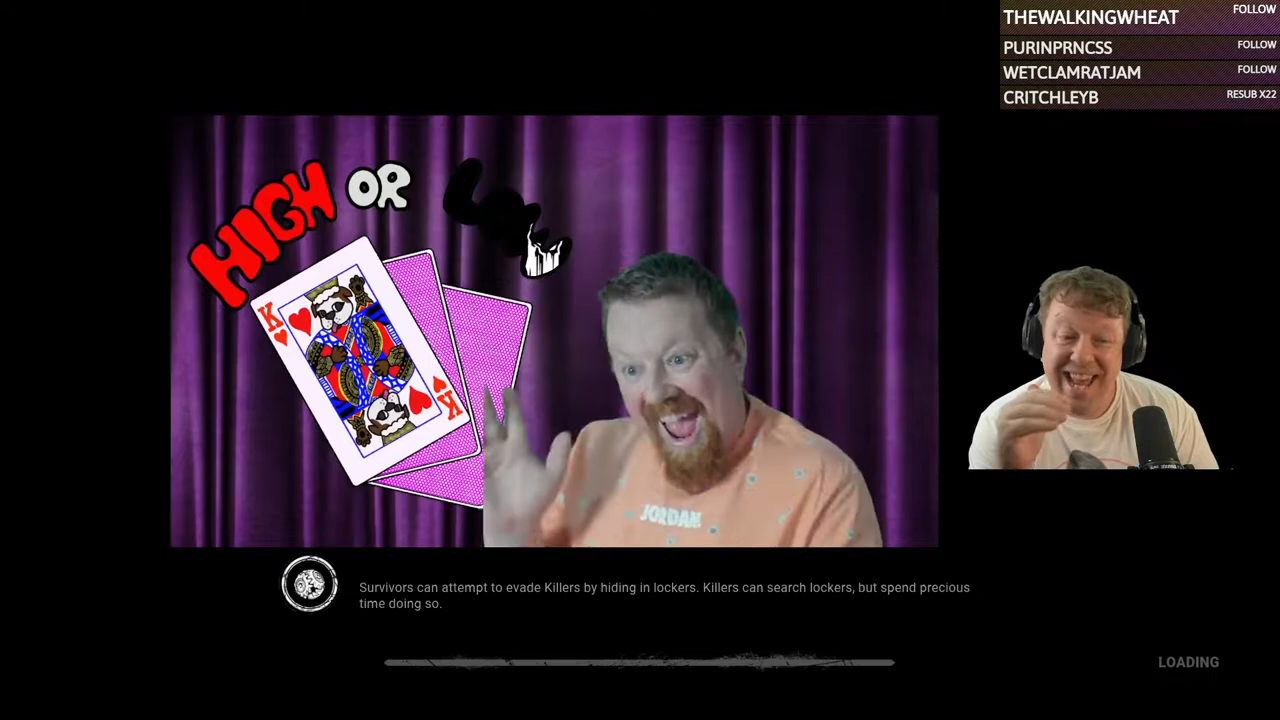 THEWALKINGWHEAT FOLLOW
PURINPRNCSS FOLLOW
WETCLAMRATJAM FOLLOW
CRITCHLEYB RESUB X22
HIGH OR LOW
K
K
JORDAN
Survivors can attempt to evade Killers by hiding in lockers. Killers can search lockers, but spend precious
time doing so.
LOADING